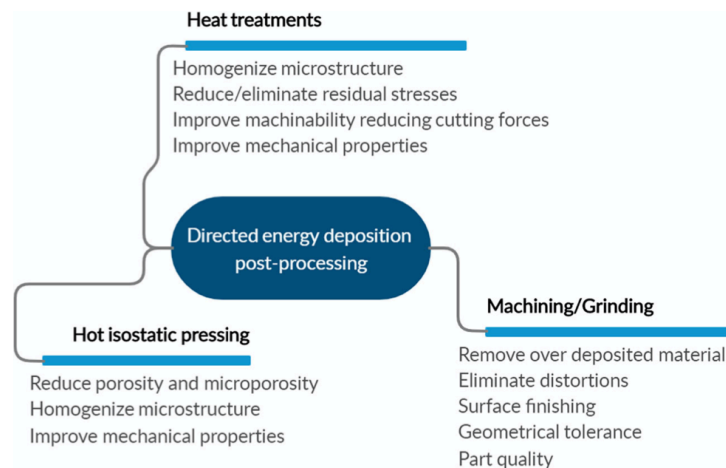 Heat treatments
Homogenize microstructure
Reduce/eliminate residual stresses
Improve machinability reducing cutting forces
Improve mechanical properties
Directed energy deposition
post-processing
Hot isostatic pressing
Reduce porosity and microporosity
Homogenize microstructure
Improve mechanical properties
Machining/Grinding
Remove over deposited material
Eliminate distortions
Surface finishing
Geometrical tolerance
Part quality